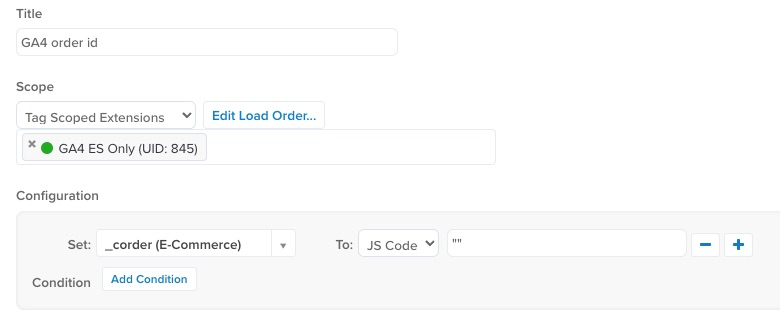 Title
GA4 order id
Scope
Tag Scoped Extensions Edit Load Order...
× GA4 ES Only (UID: 845)
Configuration
Set: _corder (E-Commerce) To: JS Code "" − +
Condition Add Condition